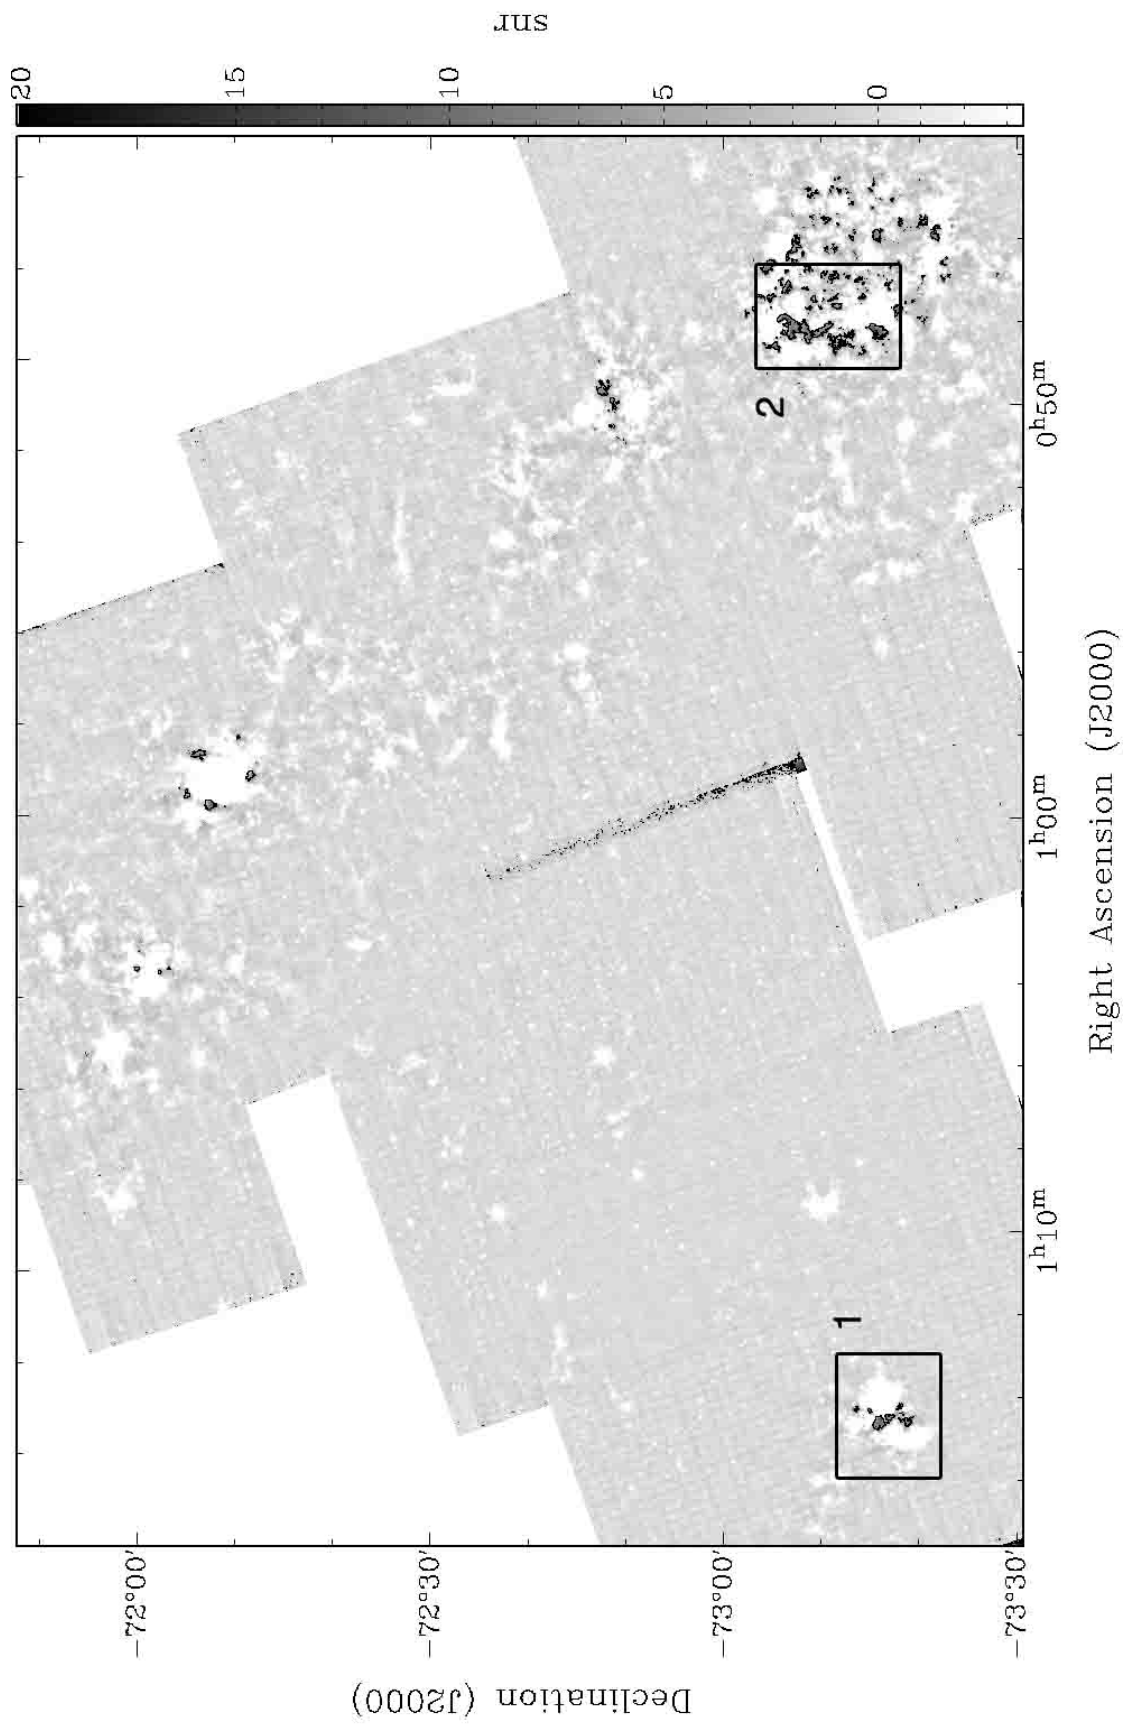 snr
20
15
10
5
0
2
1
0h50m
1h00m
1h10m
Right Ascension (J2000)
−72°00′
−72°30′
−73°00′
−73°30′
Declination (J2000)